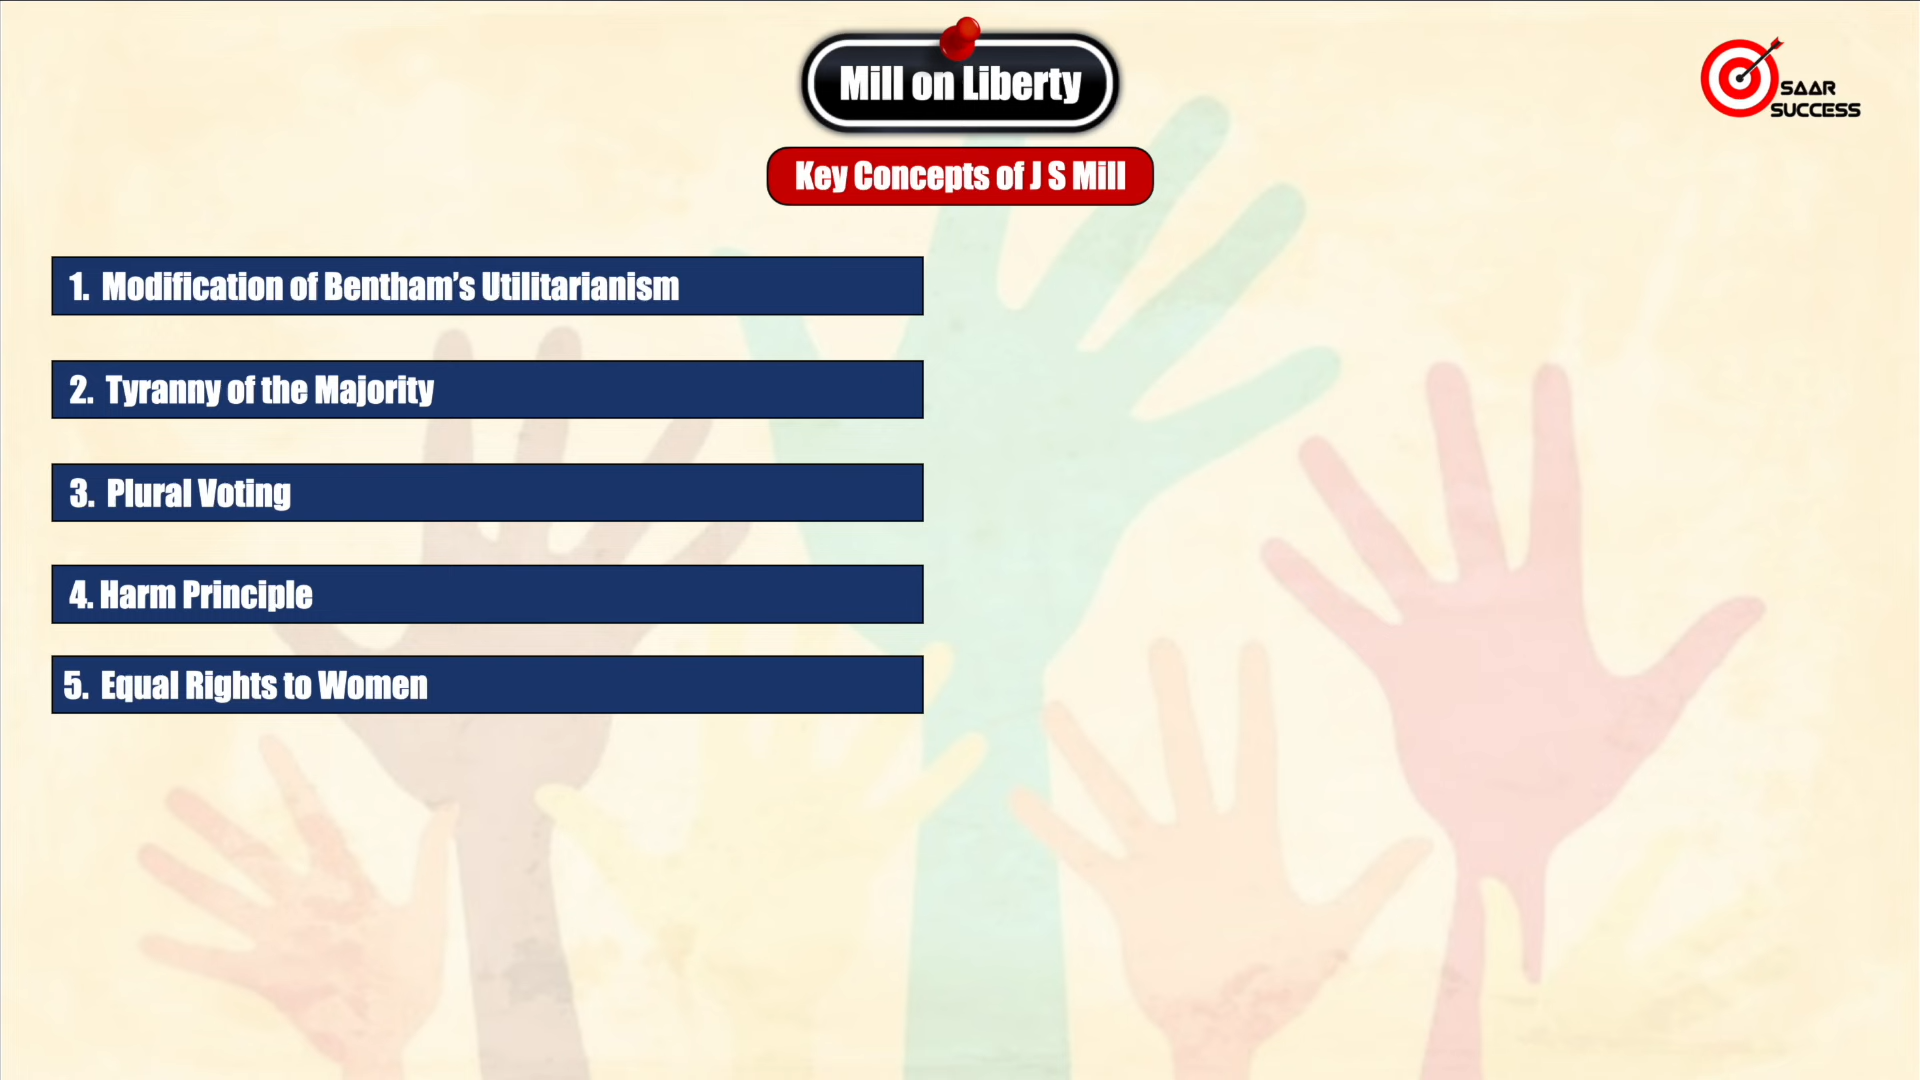 Mill on Liberty
SAAR
SUCCESS
Key Concepts of J S Mill
1. Modification of Bentham's Utilitarianism
2. Tyranny of the Majority
3. Plural Voting
4. Harm Principle
5. Equal Rights to Women